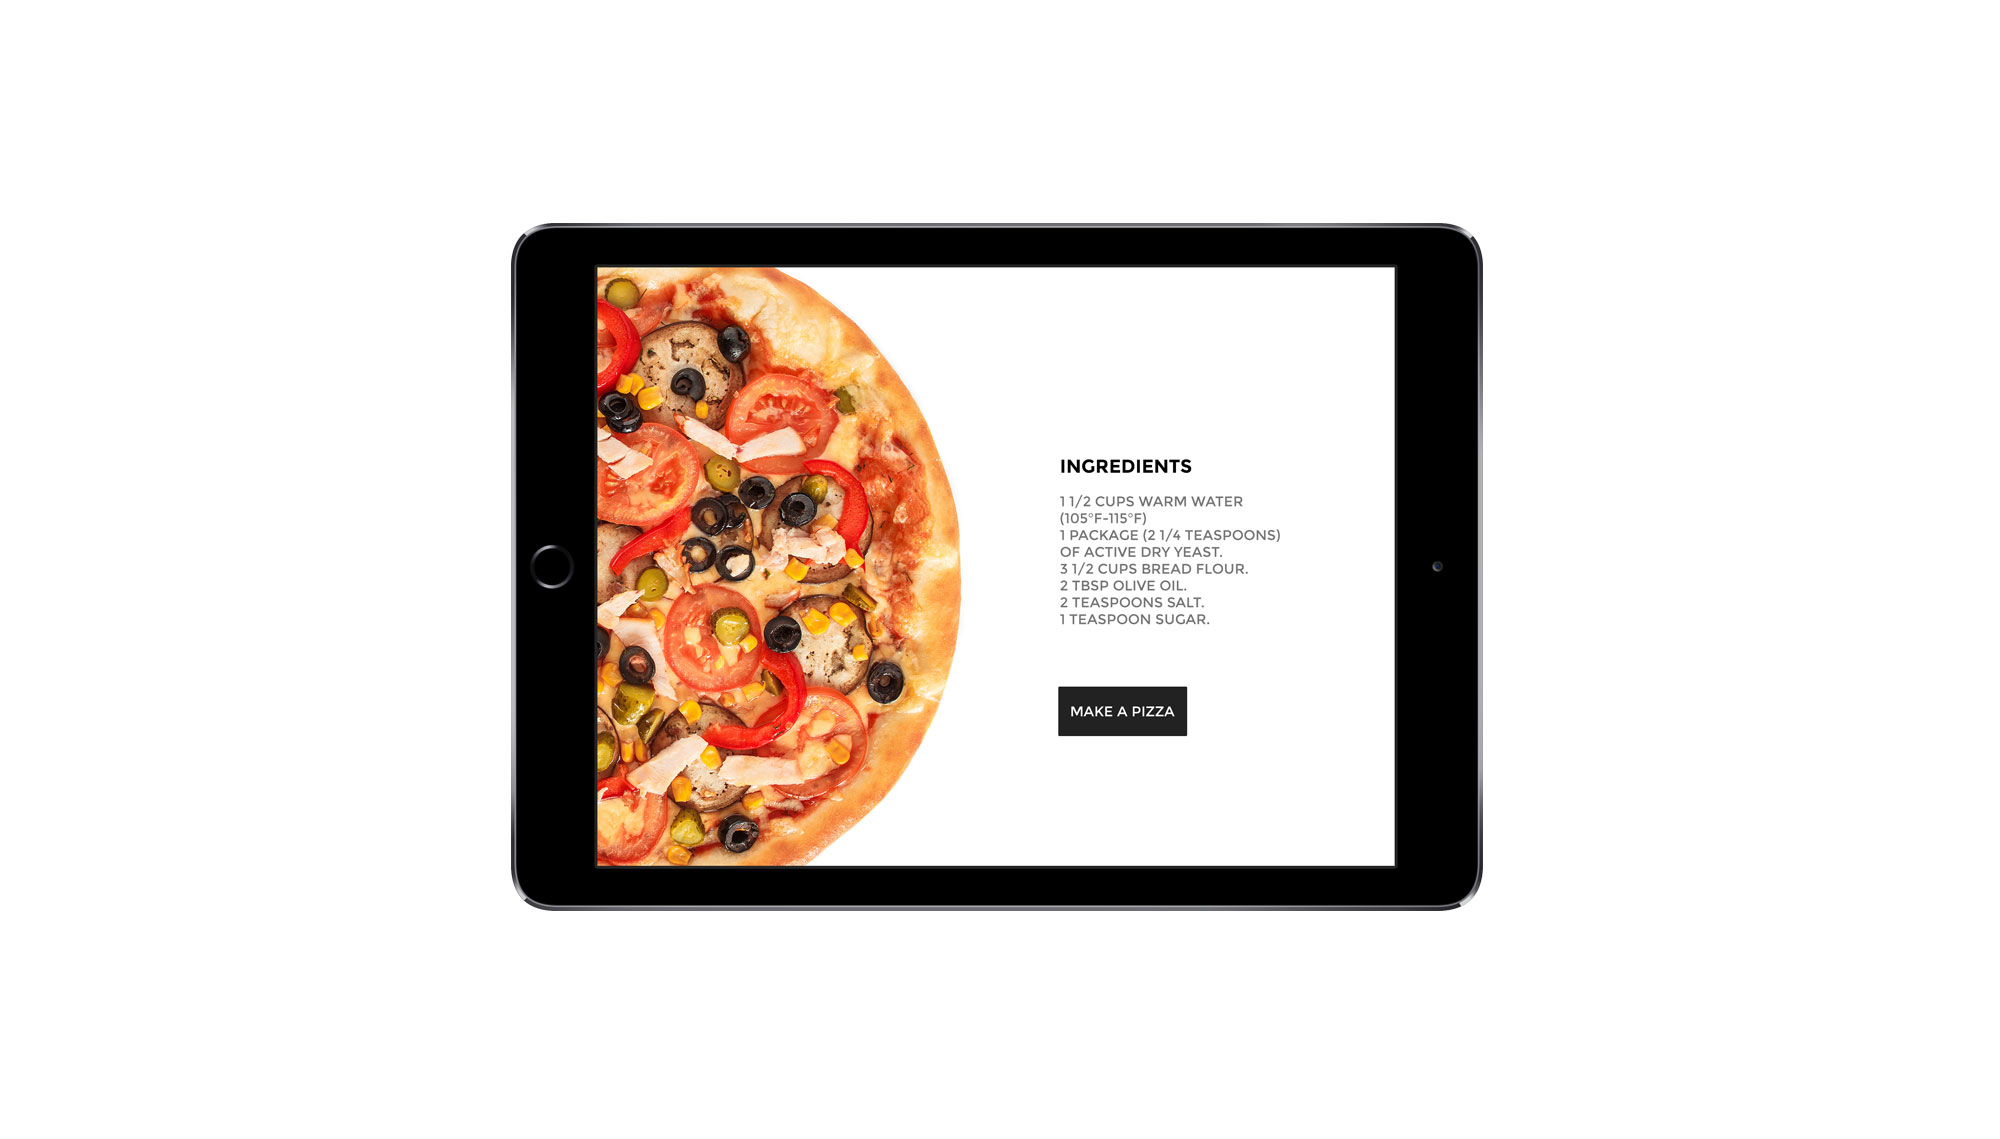 INGREDIENTS
1 1/2 CUPS WARM WATER
(105°F-115°F)
1 PACKAGE (2 1/4 TEASPOONS)
OF ACTIVE DRY YEAST.
3 1/2 CUPS BREAD FLOUR.
2 TBSP OLIVE OIL.
2 TEASPOONS SALT.
1 TEASPOON SUGAR.
MAKE A PIZZA